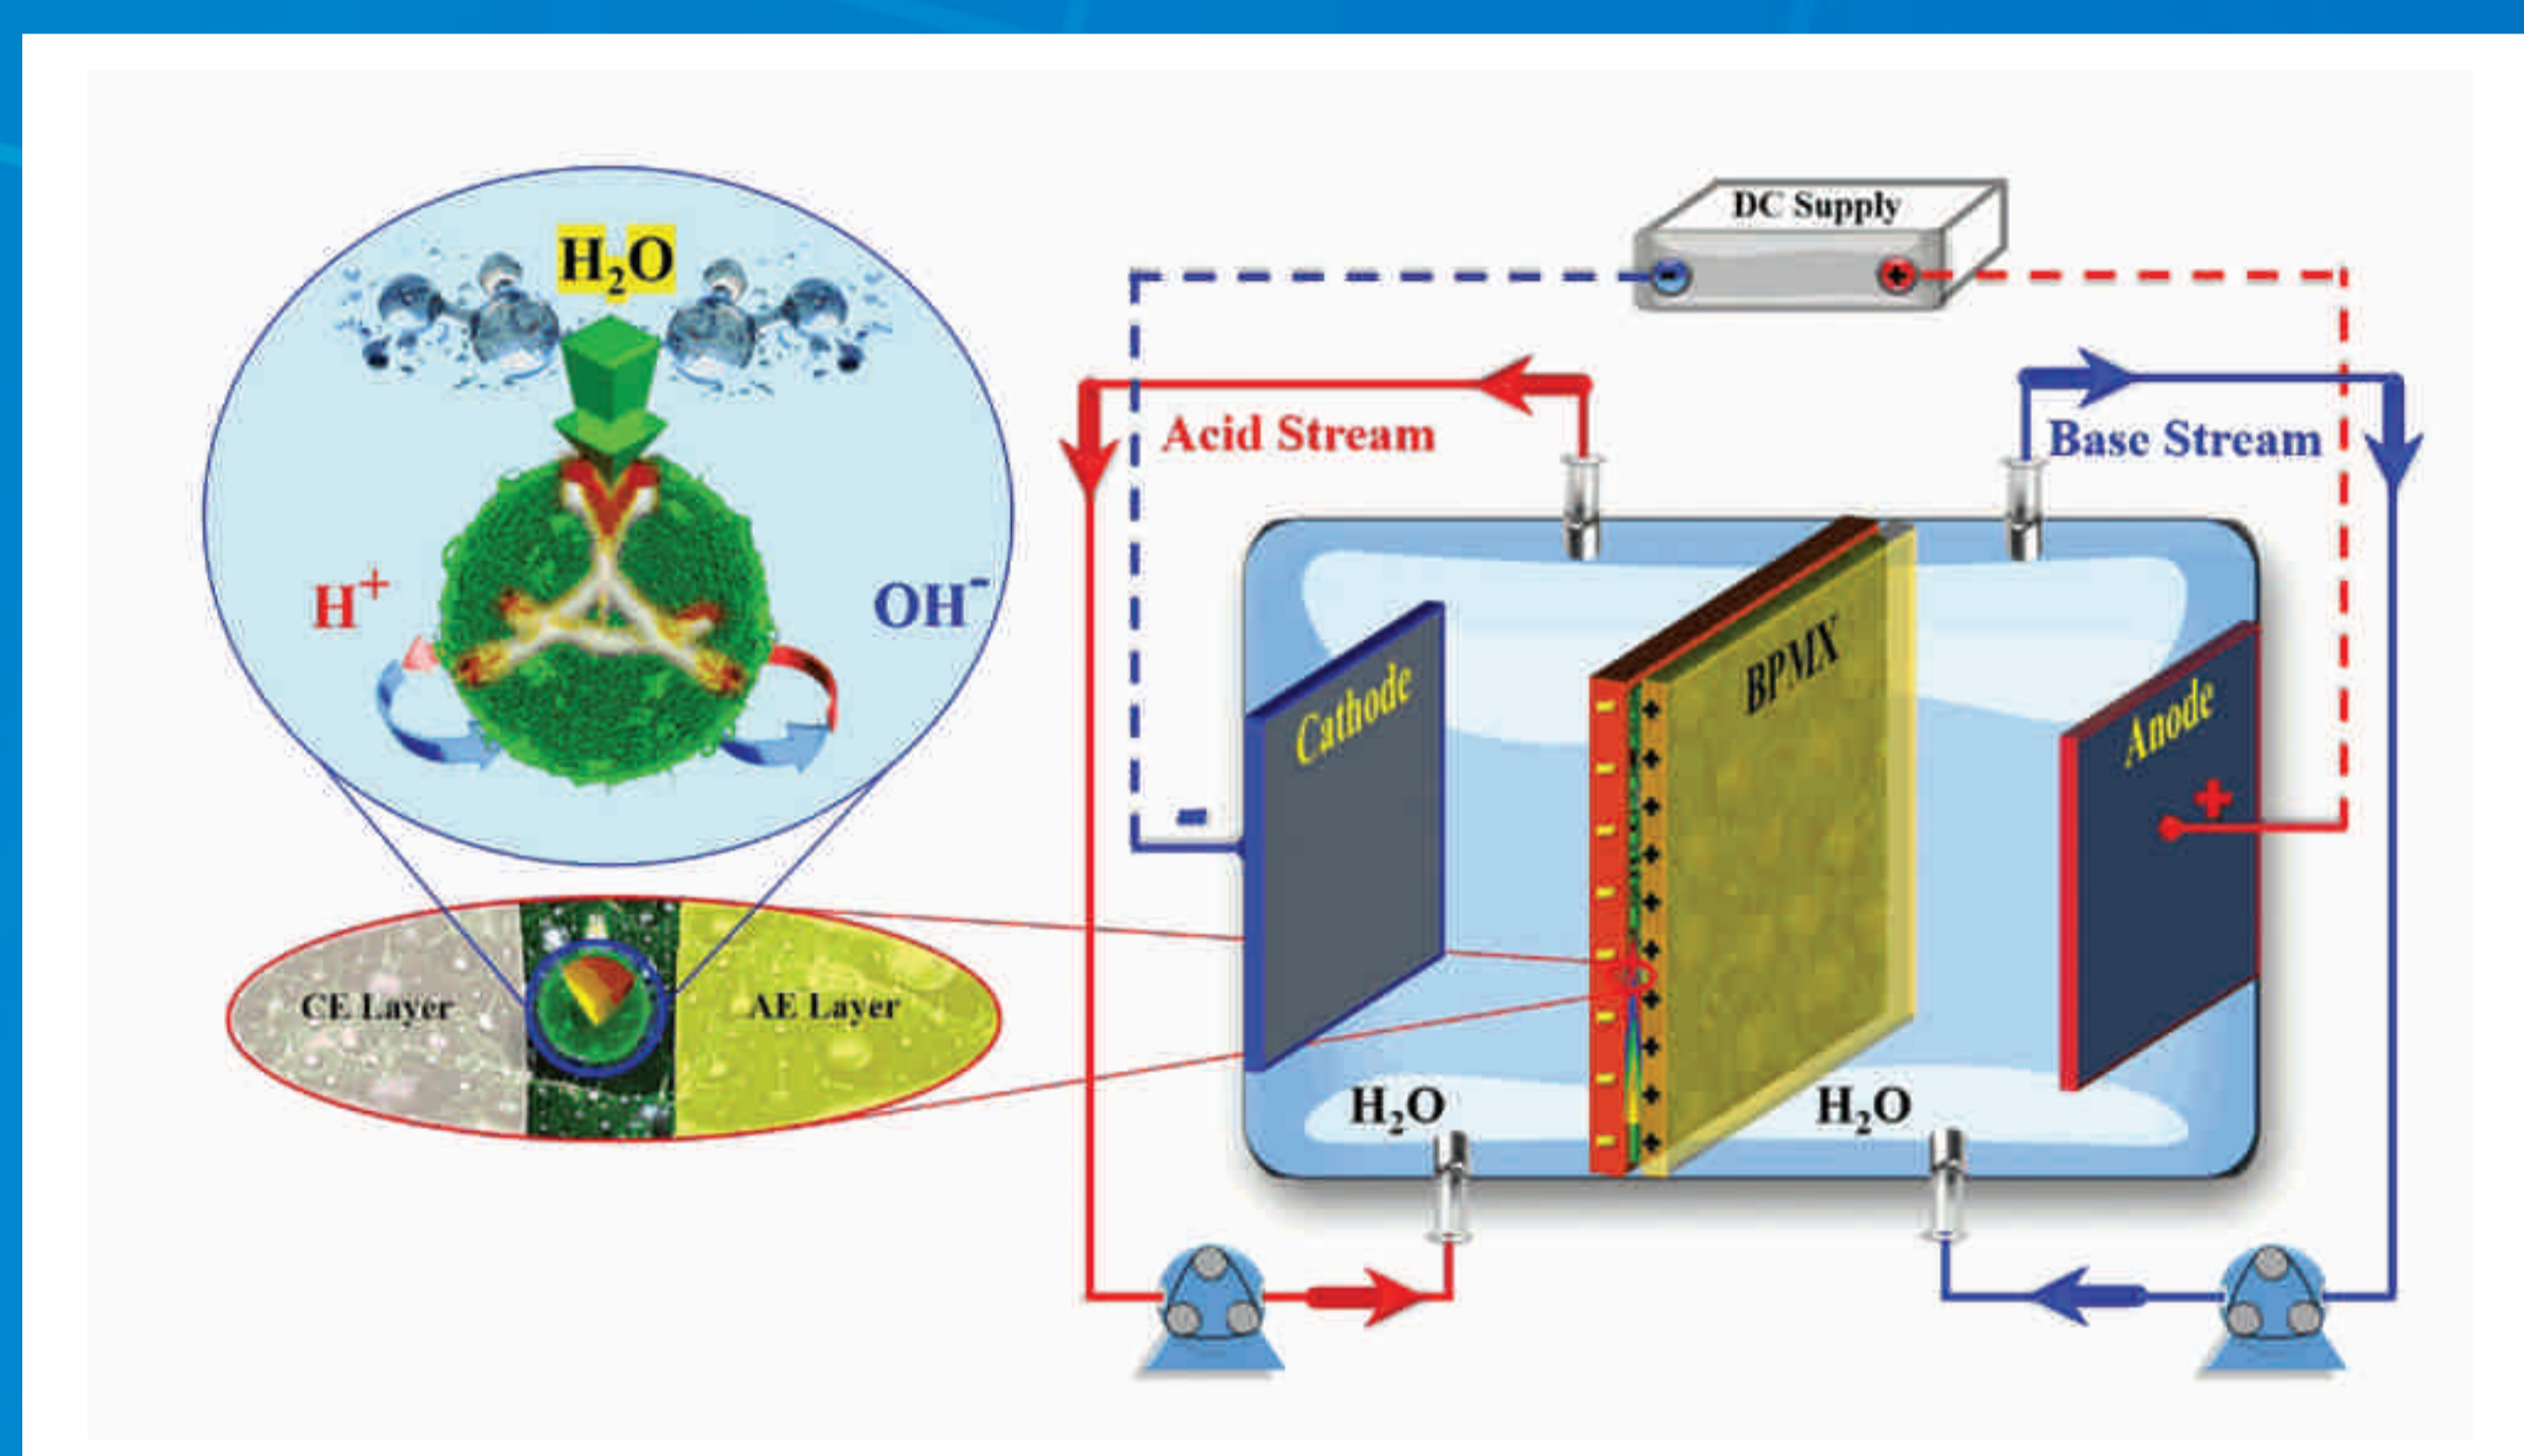 DC Supply
H₂O
- +
Acid Stream
Base Stream
H⁺
OH⁻
BPMX
Cathode
Anode
+
-
CE Layer
AE Layer
H₂O
H₂O